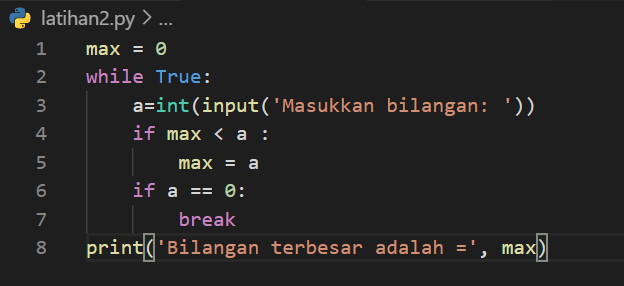 latihan2.py > ...
1 max = 0
2 while True:
3     a=int(input('Masukkan bilangan: '))
4     if max < a :
5         max = a
6     if a == 0:
7         break
8 print('Bilangan terbesar adalah =', max)